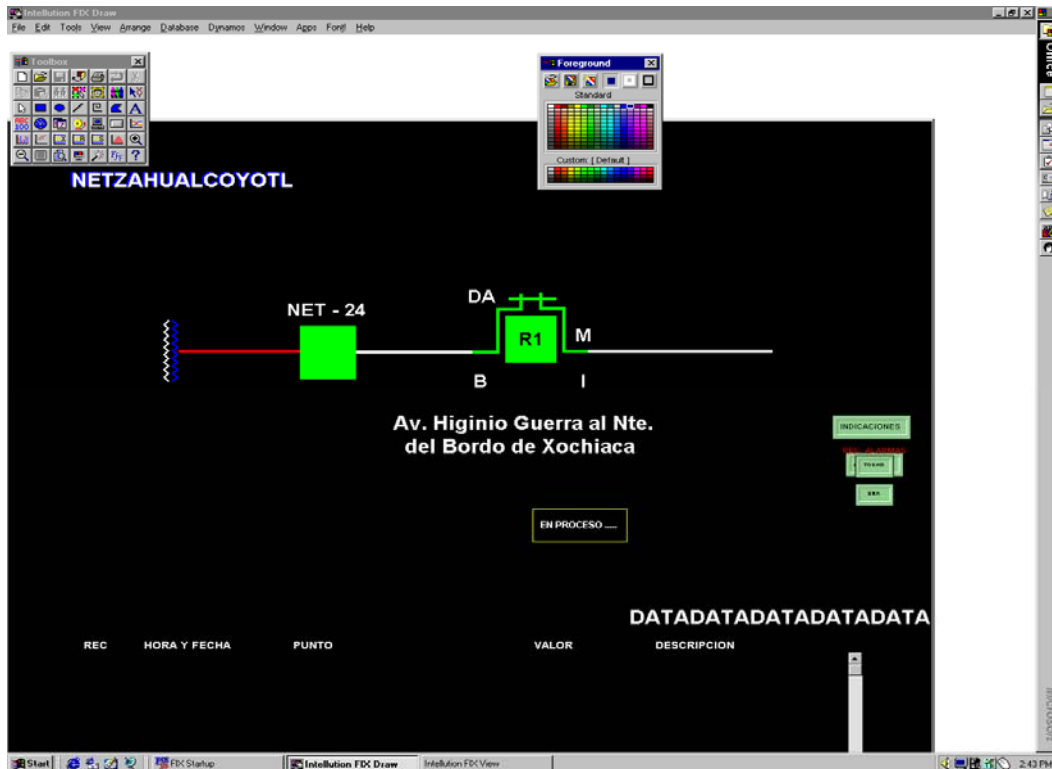 Intellution FIX Draw
File Edit Tools View Arrange Database Dynamos Window Apps Font! Help
Toolbox
Foreground
Standard
Custom: [ Default ]
Office
NETZAHUALCOYOTL
DA
NET - 24
R1
M
B
I
Av. Higinio Guerra al Nte.
del Bordo de Xochiaca
INDICACIONES
EN PROCESO .....
DATADATADATADATADATA
REC HORA Y FECHA PUNTO VALOR DESCRIPCION
Start FIX Startup Intellution FIX Draw Intellution FIX View 2:43 PM